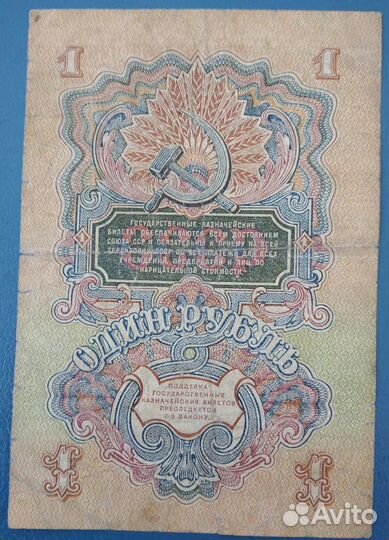 1 1
ГОСУДАРСТВЕННЫЕ КАЗНАЧЕЙСКИЕ
БИЛЕТЫ ОБЕСПЕЧИВАЮТСЯ ВСЕМ ДОСТОЯНИЕМ
СОЮЗА ССР И ОБЯЗАТЕЛЬНЫ К ПРИЕМУ НА ВСЕЙ
ТЕРРИТОРИИ СССР ВО ВСЕ ПЛАТЕЖИ ДЛЯ ВСЕХ
УЧРЕЖДЕНИЙ, ПРЕДПРИЯТИЙ И ЛИЦ ПО
НАРИЦАТЕЛЬНОЙ СТОИМОСТИ.
ОДИН РУБЛЬ
ПОДДЕЛКА
ГОСУДАРСТВЕННЫХ
КАЗНАЧЕЙСКИХ БИЛЕТОВ
ПРЕСЛЕДУЕТСЯ
ПО ЗАКОНУ.
1 1
Avito